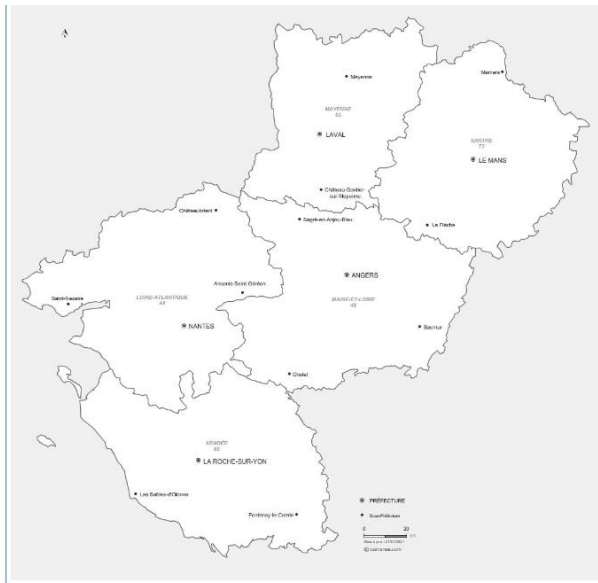 Mayenne
Mamers
MAYENNE
53
LAVAL
SARTHE
72
LE MANS
Château-Gontier-
sur-Mayenne
Châteaubriant
Segré-en-Anjou-Bleu
La Flèche
ANGERS
Ancenis-Saint-Géréon
LOIRE-ATLANTIQUE
44
MAINE-ET-LOIRE
49
Saint-Nazaire
NANTES
Saumur
Cholet
VENDÉE
85
LA ROCHE-SUR-YON
Les Sables-d'Olonne
Fontenay-le-Comte
PRÉFECTURE
Sous-Préfecture
0 20
km
© comersis.com